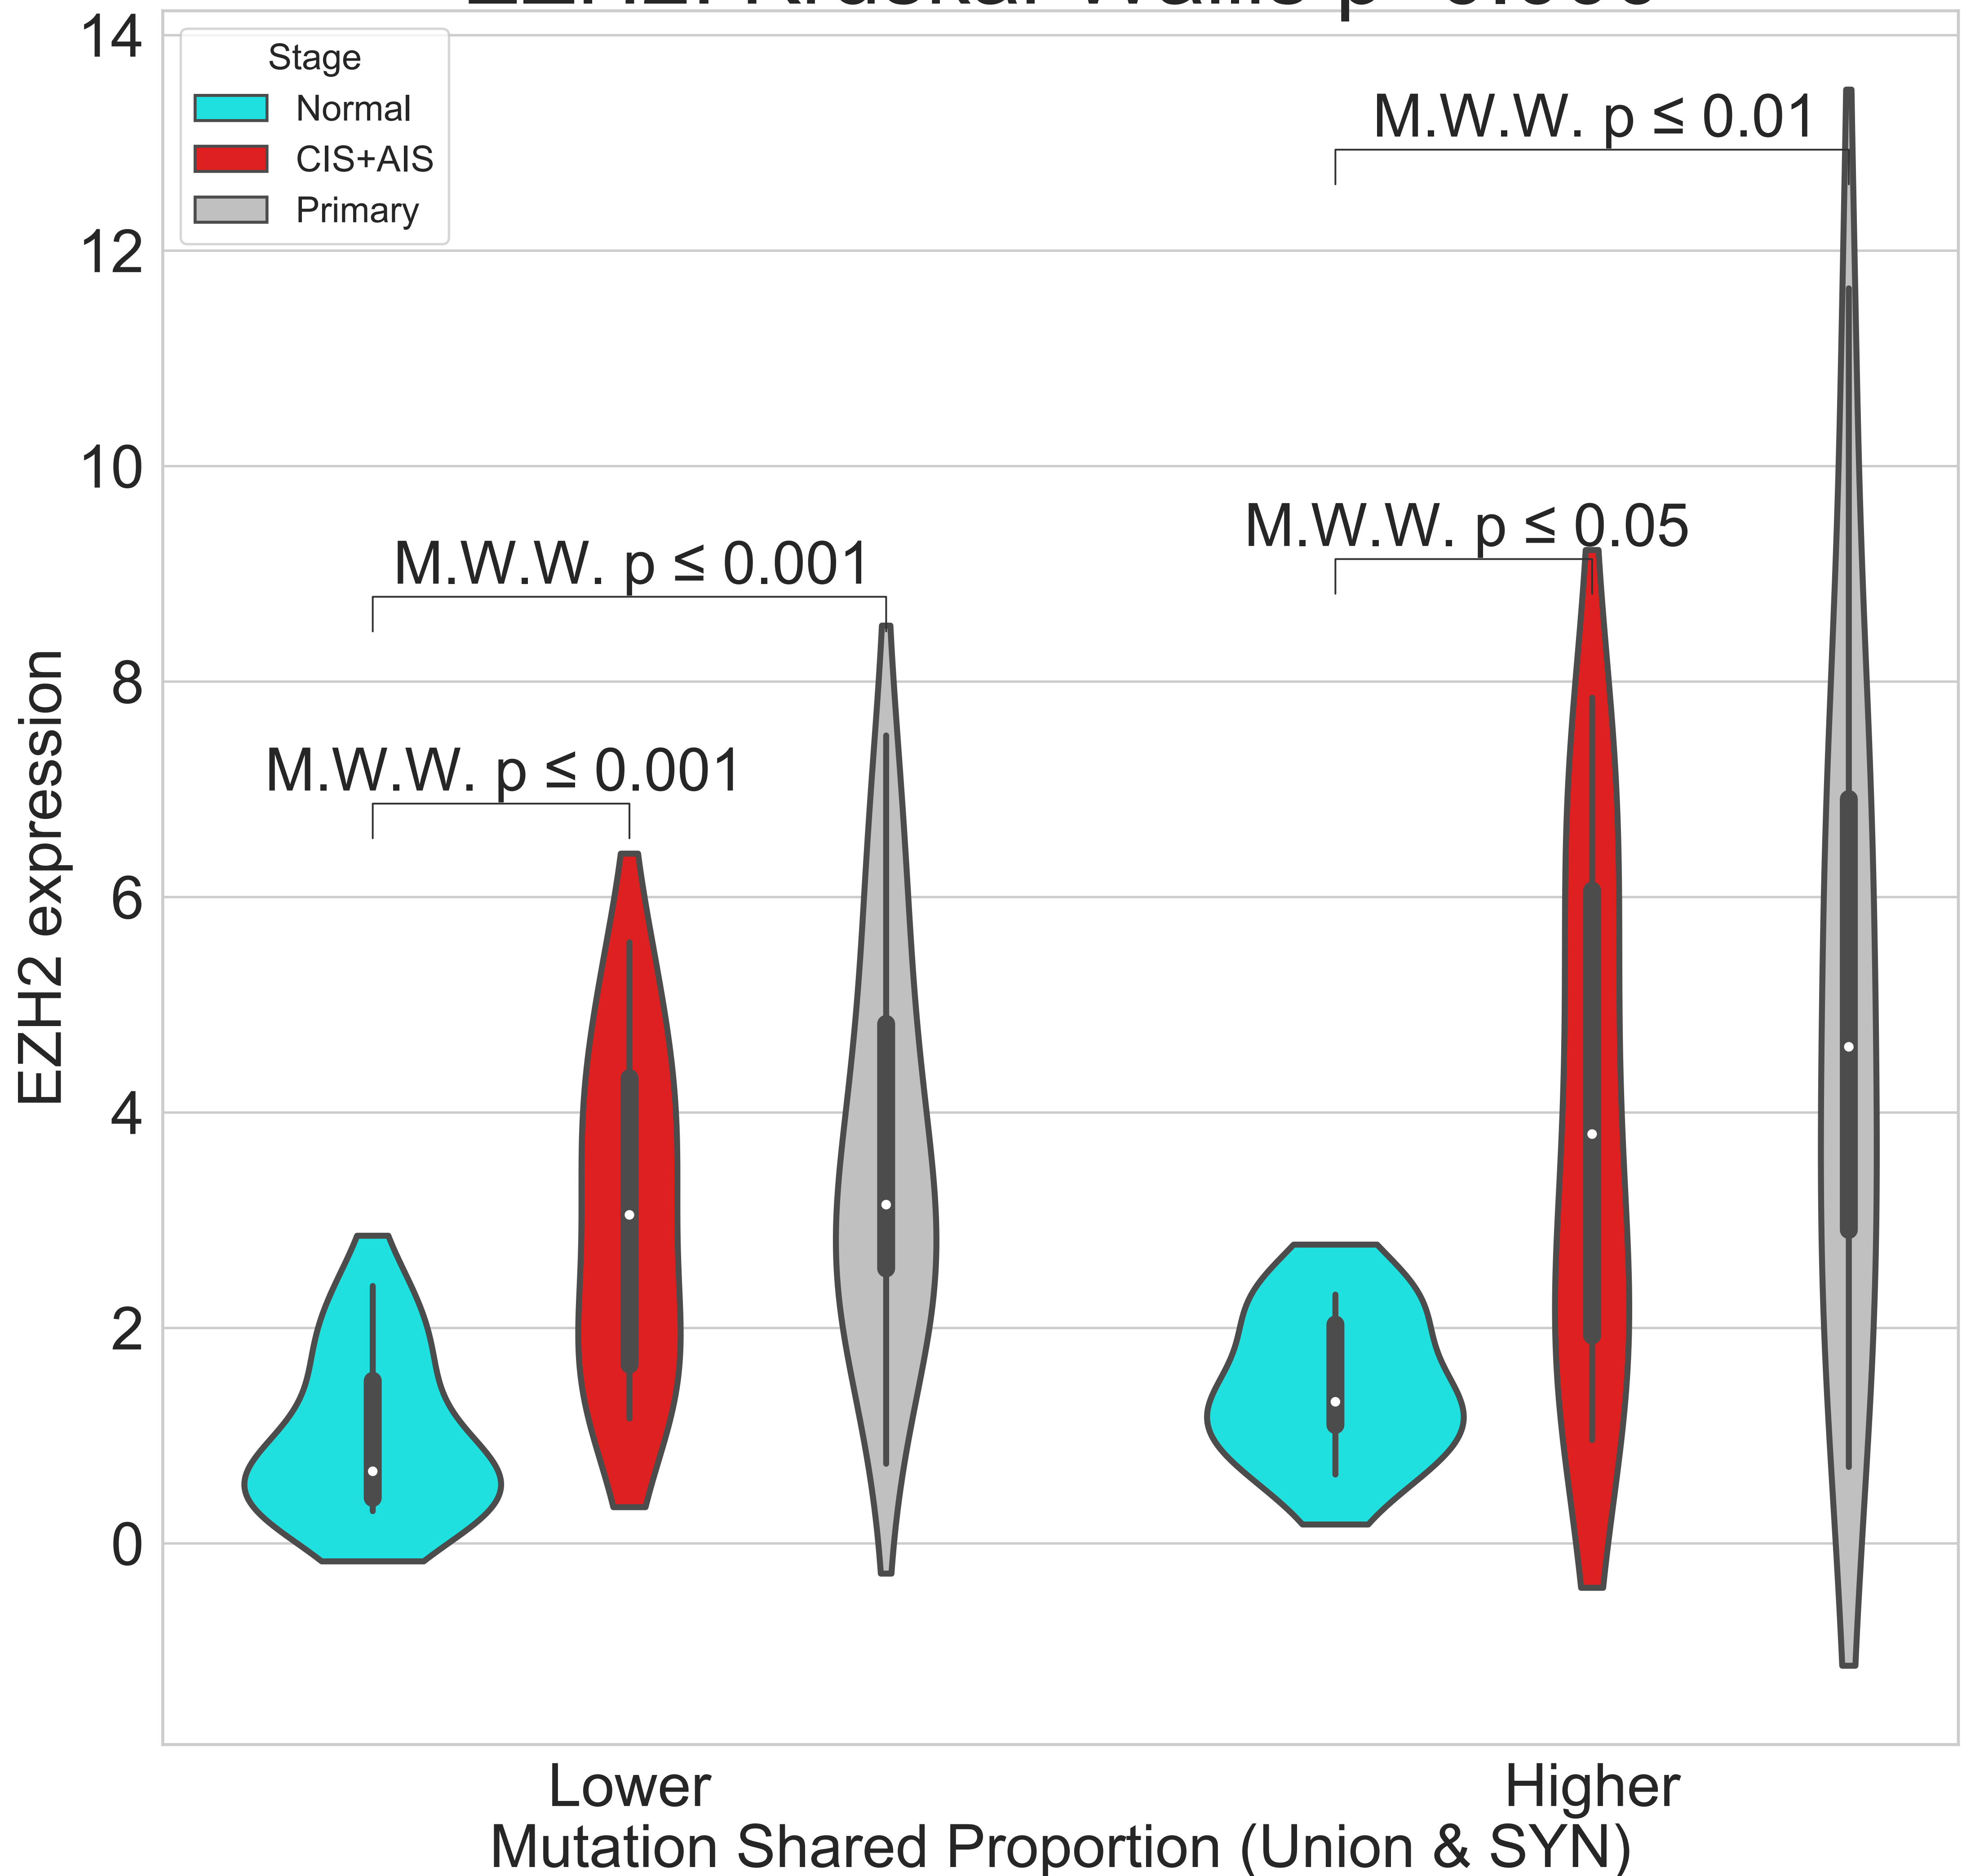 14
Stage
Normal
CIS+AIS
Primary
M.W.W. p ≤ 0.01
12
10
M.W.W. p ≤ 0.05
M.W.W. p ≤ 0.001
8
M.W.W. p ≤ 0.001
6
EZH2 expression
4
2
0
Lower
Higher
Mutation Shared Proportion (Union & SYN)